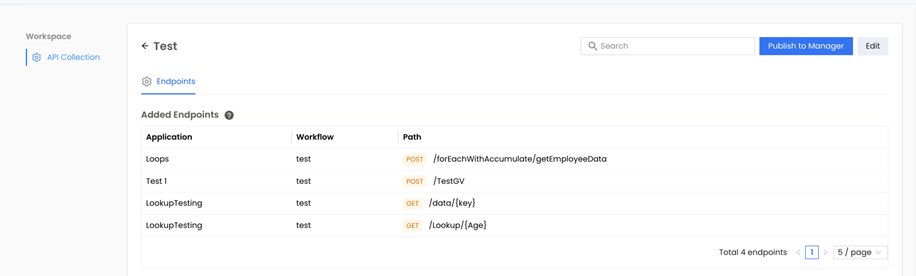 Workspace
API Collection
Test
Search
Publish to Manager
Edit
Endpoints
Added Endpoints ?
Application Workflow Path
Loops test POST /forEachWithAccumulate/getEmployeeData
Test 1 test POST /TestGV
LookupTesting test GET /data/{key}
LookupTesting test GET /Lookup/{Age}
Total 4 endpoints < 1 > 5 / page